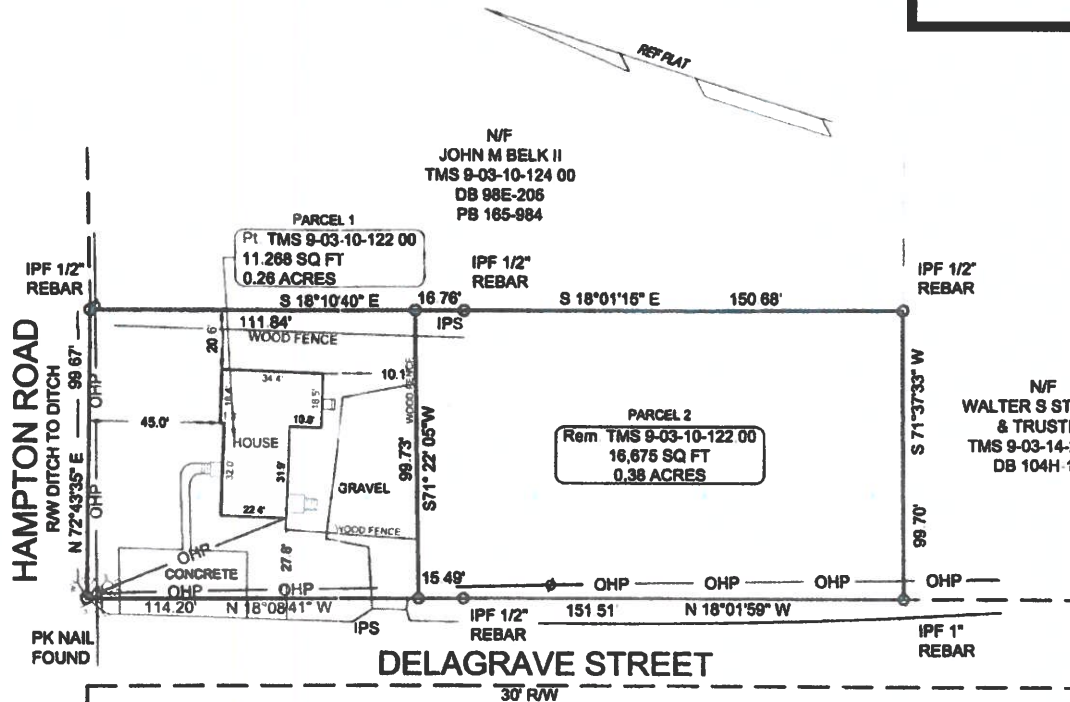 REF PLAT
N/F
JOHN M BELK II
TMS 9-03-10-124 00
DB 98E-206
PB 165-984
PARCEL 1
Pt. TMS 9-03-10-122 00
11.268 SQ FT
0.26 ACRES
IPF 1/2"
REBAR
IPF 1/2"
REBAR
IPF 1/2"
REBAR
S 18°10'40" E
16 76'
S 18°01'15" E
150 68'
111.84'
IPS
WOOD FENCE
20 6'
34 4'
10.1'
18.4'
18.5'
10.8'
WOOD FENCE
HAMPTON ROAD
R/W DITCH TO DITCH
N 72°43'35" E
99 67'
OHP
OHP
45.0'
HOUSE
32.0'
31.9'
22 4'
GRAVEL
99.73'
S71° 22' 05"W
WOOD FENCE
PARCEL 2
Rem TMS 9-03-10-122.00
16,675 SQ FT
0.38 ACRES
S 71°37'33" W
99 70'
N/F
WALTER S ST
& TRUST
TMS 9-03-14-
DB 104H-1
OHP
CONCRETE
27 8'
OHP
OHP
15 49'
OHP
OHP
OHP
OHP
114.20'
N 18°08'41" W
151 51'
N 18°01'59" W
IPS
IPF 1/2"
REBAR
IPF 1"
REBAR
PK NAIL
FOUND
DELAGRAVE STREET
30' R/W